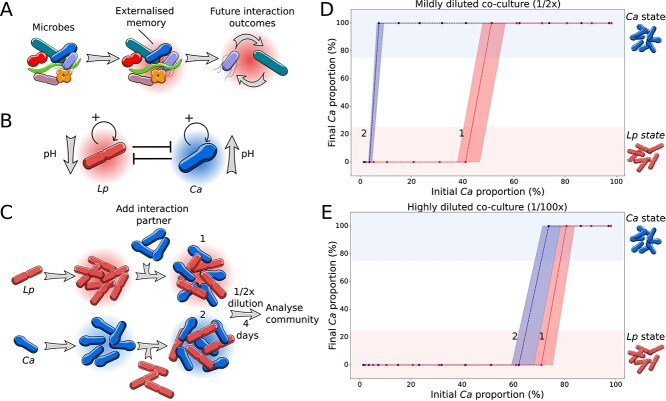 A
Microbes
Externalised
memory
Future interaction
outcomes
B
+
+
pH
pH
Lp
Ca
C
Add interaction
partner
Lp
1
1/2x
dilution
4
days
Analyse
community
2
Ca
D
Mildly diluted co-culture (1/2x)
Final Ca proportion (%)
100
80
60
40
20
0
2
1
0
20
40
60
80
100
Initial Ca proportion (%)
Ca state
Lp state
E
Highly diluted co-culture (1/100x)
Final Ca proportion (%)
100
80
60
40
20
0
2
1
0
20
40
60
80
100
Initial Ca proportion (%)
Ca state
Lp state